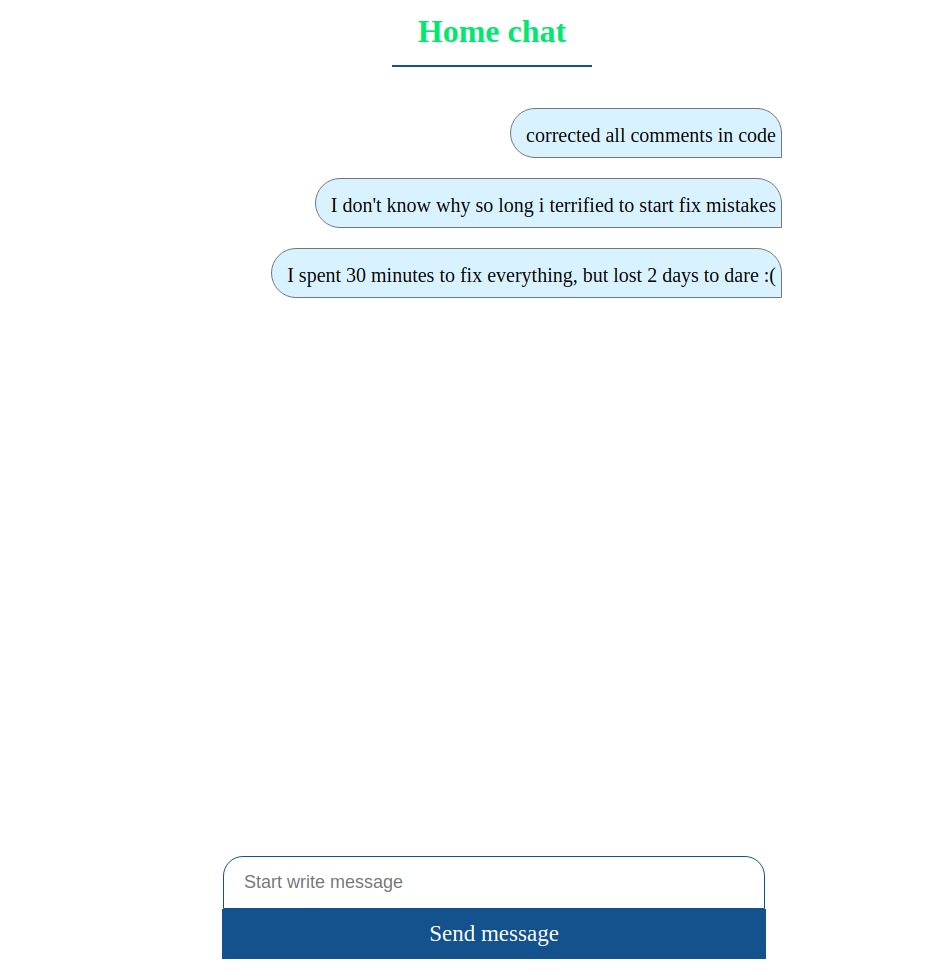 Home chat
corrected all comments in code
I don't know why so long i terrified to start fix mistakes
I spent 30 minutes to fix everything, but lost 2 days to dare :(
Start write message
Send message